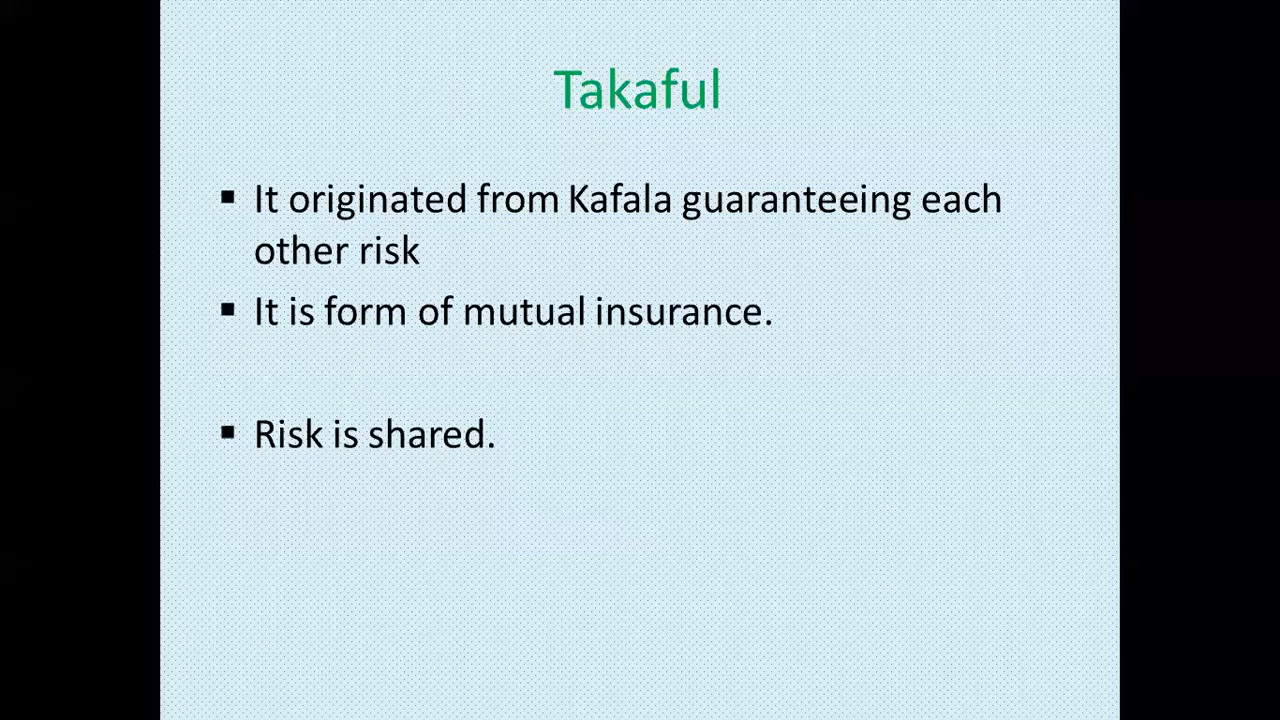 Takaful
▪ It originated from Kafala guaranteeing each
other risk
▪ It is form of mutual insurance.
▪ Risk is shared.